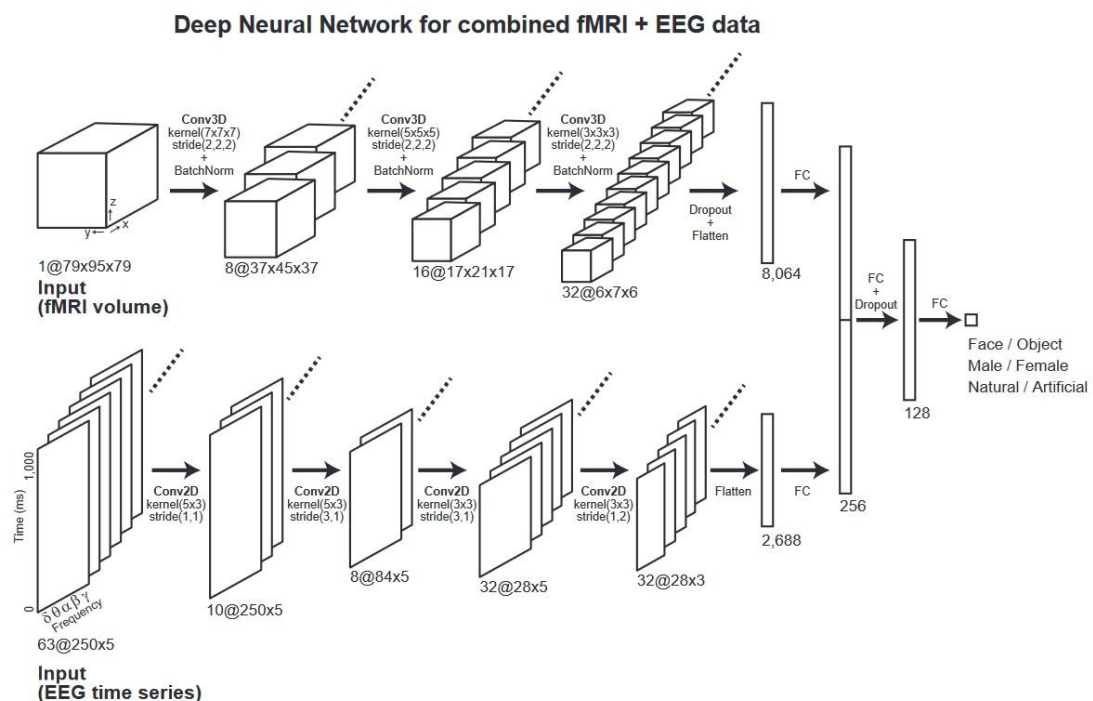 Deep Neural Network for combined fMRI + EEG data
Conv3D
kernel(7x7x7)
stride(2,2,2)
+
BatchNorm
Conv3D
kernel(5x5x5)
stride(2,2,2)
+
BatchNorm
Conv3D
kernel(3x3x3)
stride(2,2,2)
+
BatchNorm
Dropout
+
Flatten
FC
z
x
y
1@79x95x79
Input
(fMRI volume)
8@37x45x37
16@17x21x17
32@6x7x6
8,064
FC
+
Dropout
FC
Face / Object
Male / Female
Natural / Artificial
128
256
1,000
Time (ms)
0
δ θ α β γ
Frequency
63@250x5
Input
(EEG time series)
Conv2D
kernel(5x3)
stride(1,1)
10@250x5
Conv2D
kernel(5x3)
stride(3,1)
8@84x5
Conv2D
kernel(3x3)
stride(3,1)
32@28x5
Conv2D
kernel(3x3)
stride(1,2)
32@28x3
Flatten
2,688
FC